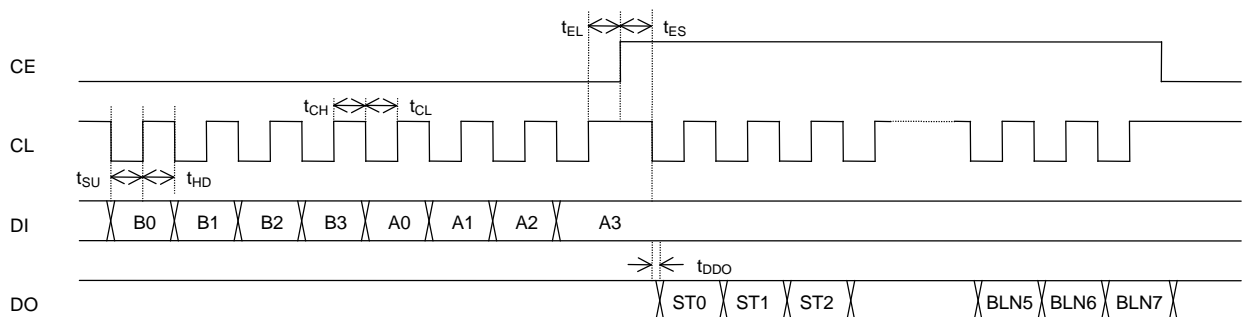 tEL tES
CE
tCH tCL
CL
tSU tHD
DI B0 B1 B2 B3 A0 A1 A2 A3
tDDO
DO ST0 ST1 ST2 BLN5 BLN6 BLN7